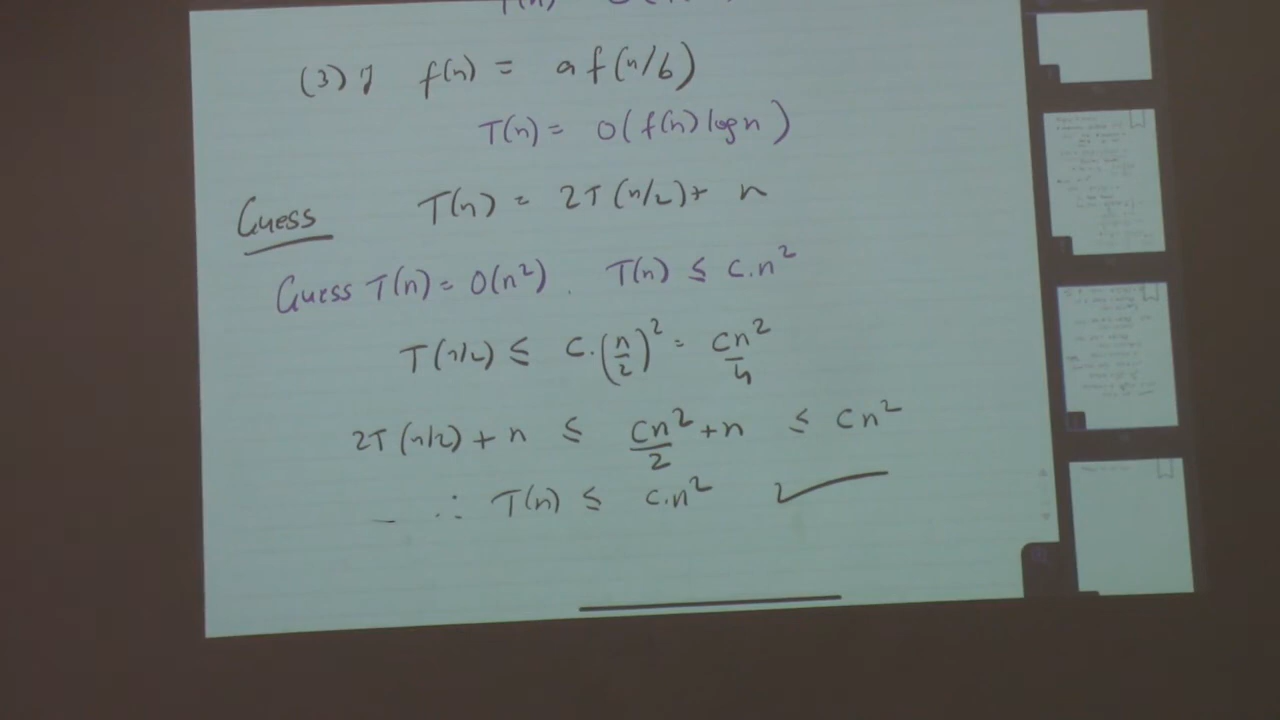 (3) If f(n) = a f(n/b)
T(n) = O(f(n) log n)
Guess T(n) = 2T(n/2) + n
Guess T(n) = O(n²). T(n) ≤ c.n²
T(n/2) ≤ c.(n/2)² = cn²/4
2T(n/2) + n ≤ cn²/2 + n ≤ cn²
∴ T(n) ≤ c.n² ✓